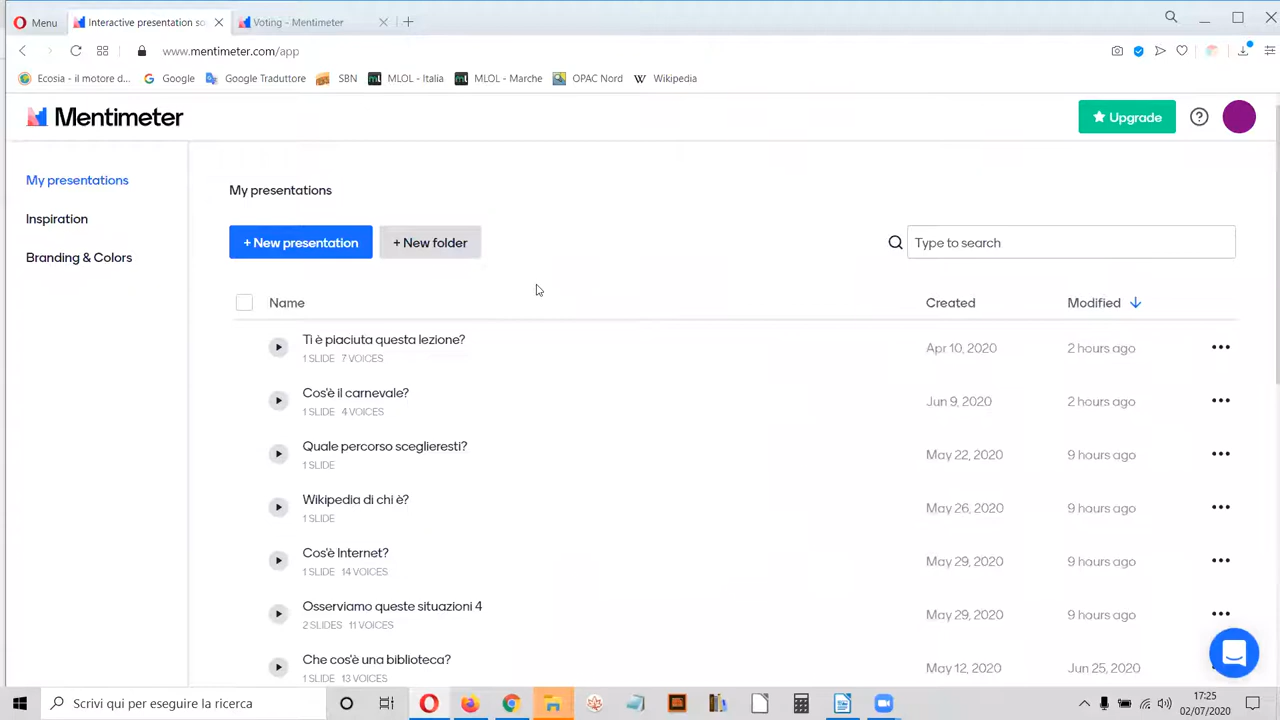 Menu
Interactive presentation so
Voting - Mentimeter
www.mentimeter.com/app
Ecosia - il motore d...
Google
Google Traduttore
SBN
MLOL - Italia
MLOL - Marche
OPAC Nord
Wikipedia
Mentimeter
Upgrade
My presentations
Inspiration
Branding & Colors
My presentations
+ New presentation
+ New folder
Type to search
Name
Created
Modified
Ti è piaciuta questa lezione?
1 SLIDE 7 VOICES
Apr 10, 2020
2 hours ago
Cos'è il carnevale?
1 SLIDE 4 VOICES
Jun 9, 2020
2 hours ago
Quale percorso sceglieresti?
1 SLIDE
May 22, 2020
9 hours ago
Wikipedia di chi è?
1 SLIDE
May 26, 2020
9 hours ago
Cos'è Internet?
1 SLIDE 14 VOICES
May 29, 2020
9 hours ago
Osserviamo queste situazioni 4
2 SLIDES 11 VOICES
May 29, 2020
9 hours ago
Che cos'è una biblioteca?
1 SLIDE 13 VOICES
May 12, 2020
Jun 25, 2020
Scrivi qui per eseguire la ricerca
17:25
02/07/2020